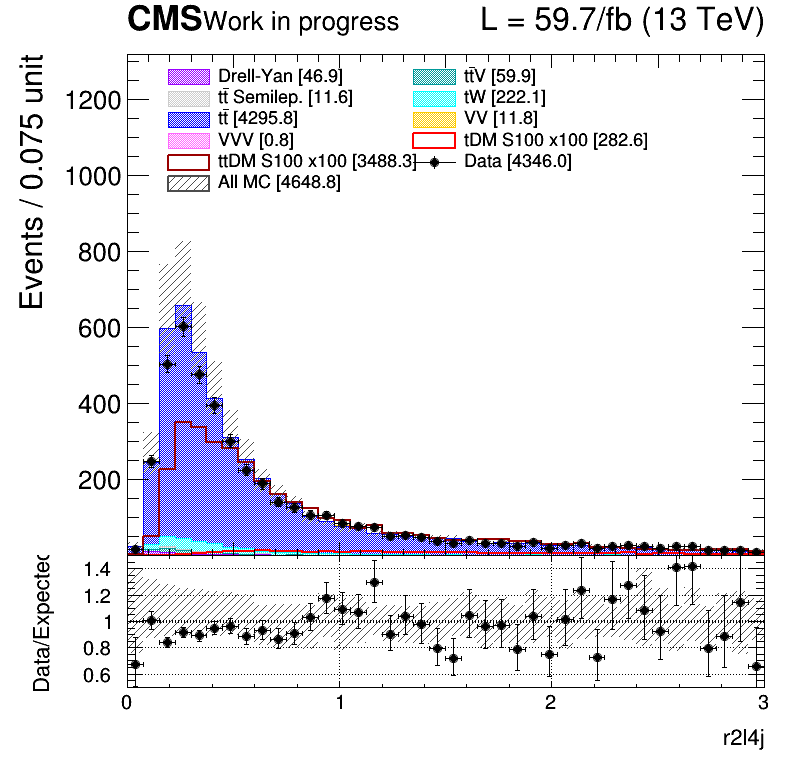 CMS Work in progress L = 59.7/fb (13 TeV)
Events / 0.075 unit
Drell-Yan [46.9] tt̄V [59.9]
tt̄ Semilep. [11.6] tW [222.1]
tt̄ [4295.8] VV [11.8]
VVV [0.8] tDM S100 x100 [282.6]
ttDM S100 x100 [3488.3] Data [4346.0]
All MC [4648.8]
1200
1000
800
600
400
200
Data/Expected
1.4
1.2
1
0.8
0.6
0 1 2 3
r2l4j